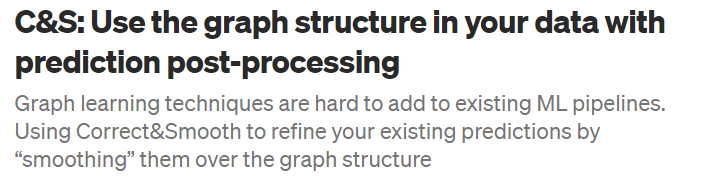 C&S: Use the graph structure in your data with
prediction post-processing
Graph learning techniques are hard to add to existing ML pipelines.
Using Correct&Smooth to refine your existing predictions by
“smoothing” them over the graph structure